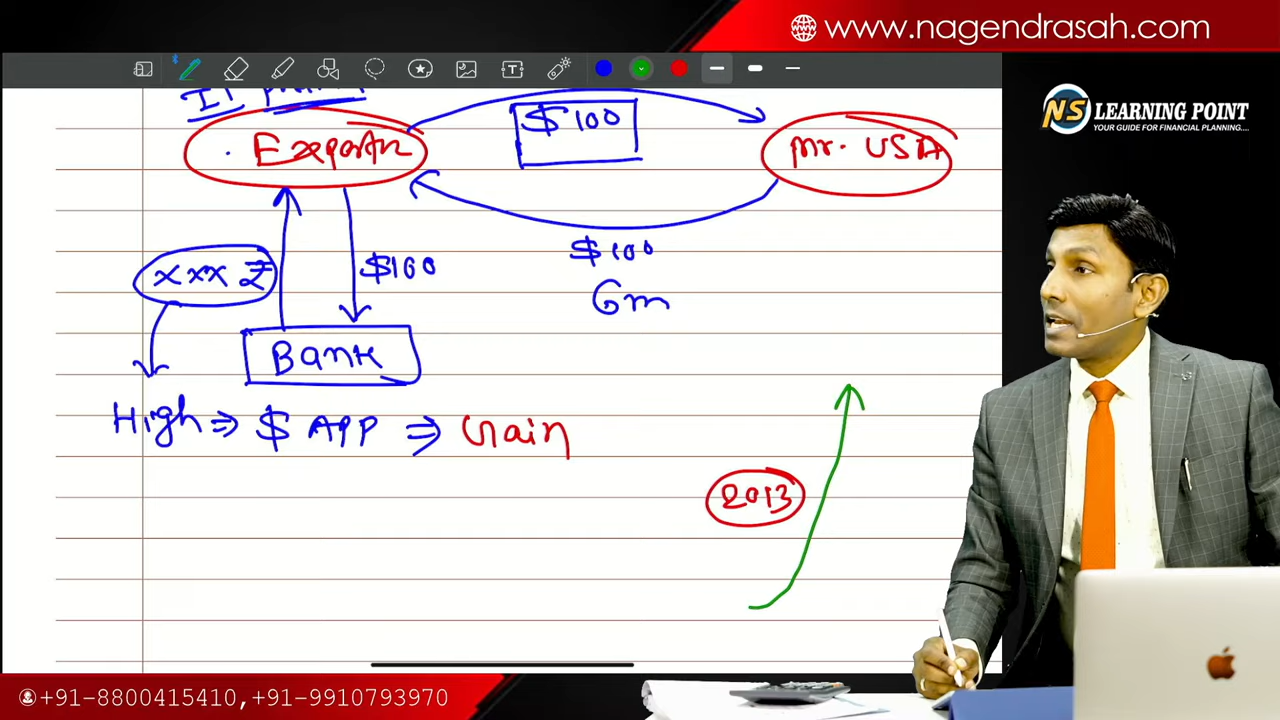 www.nagendrasah.com
NS LEARNING POINT
YOUR GUIDE FOR FINANCIAL PLANNING....
$ 100
Exporter
Mr. USA
$ 100
6m
xxx ₹
$100
Bank
High ⇒ $ APP ⇒ Gain
2013
+91-8800415410,+91-9910793970